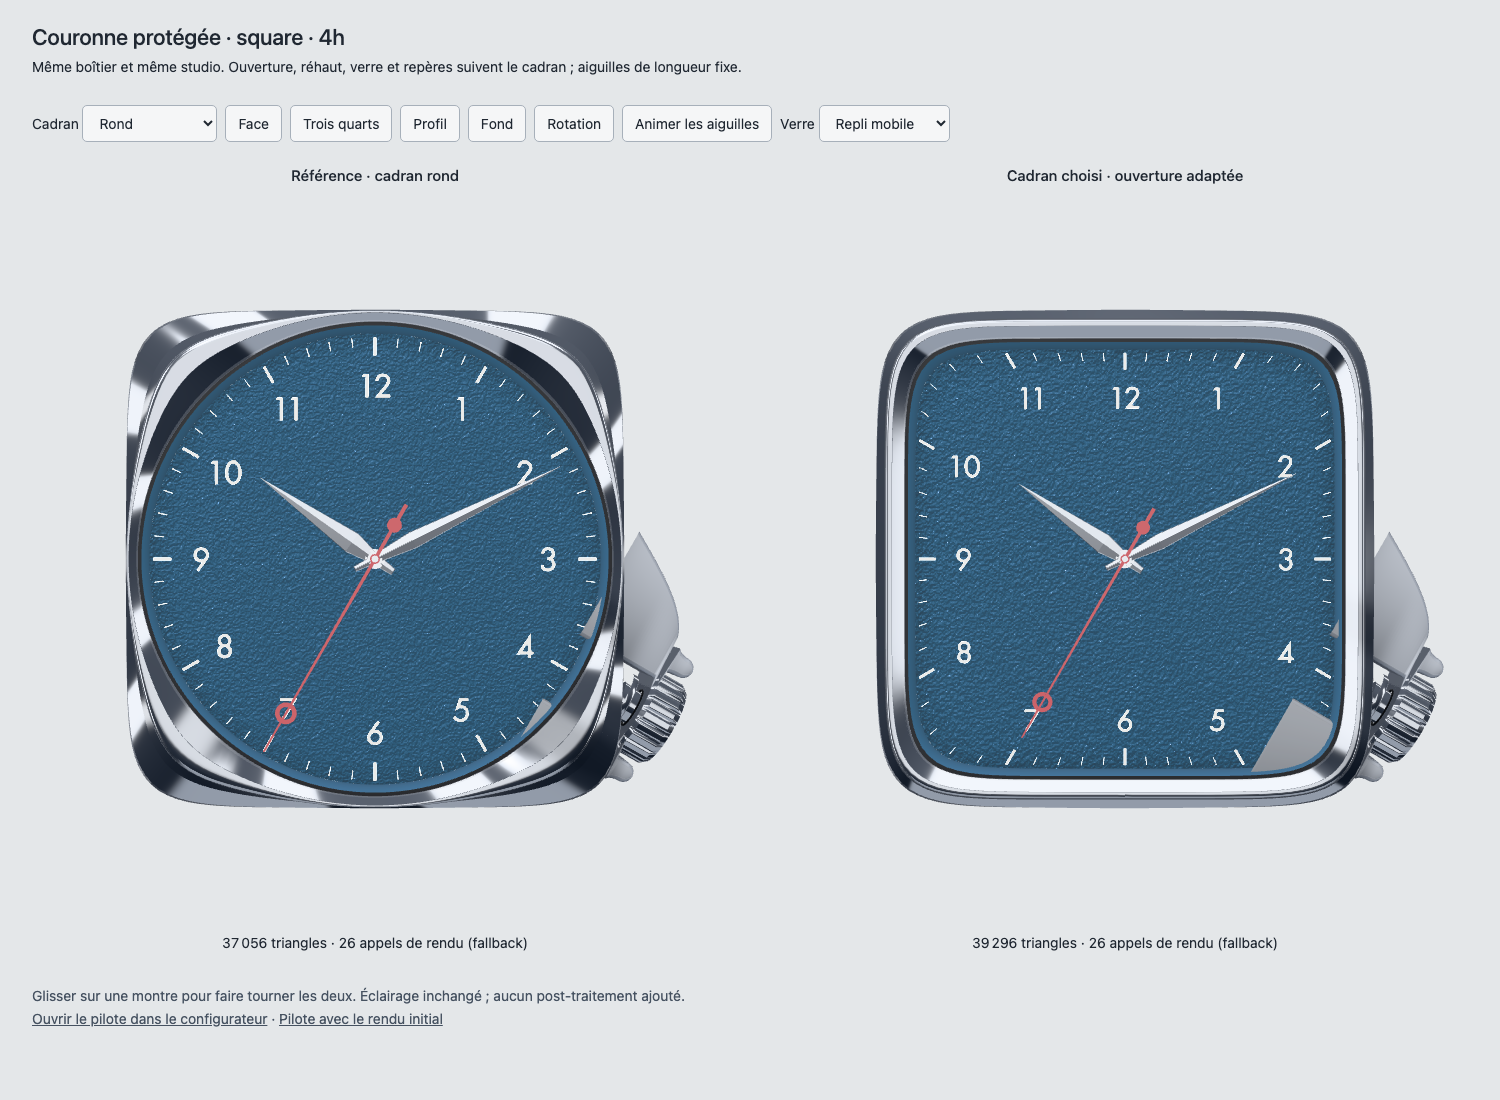 Couronne protégée · square · 4h
Même boîtier et même studio. Ouverture, réhaut, verre et repères suivent le cadran ; aiguilles de longueur fixe.
Cadran Rond Face Trois quarts Profil Fond Rotation Animer les aiguilles Verre Repli mobile
Référence · cadran rond
12
11 1
10 2
9 3
8 4
7 5
6
37 056 triangles · 26 appels de rendu (fallback)
Cadran choisi · ouverture adaptée
11 12 1
10 2
9 3
8 4
7 6 5
39 296 triangles · 26 appels de rendu (fallback)
Glisser sur une montre pour faire tourner les deux. Éclairage inchangé ; aucun post-traitement ajouté.
Ouvrir le pilote dans le configurateur · Pilote avec le rendu initial